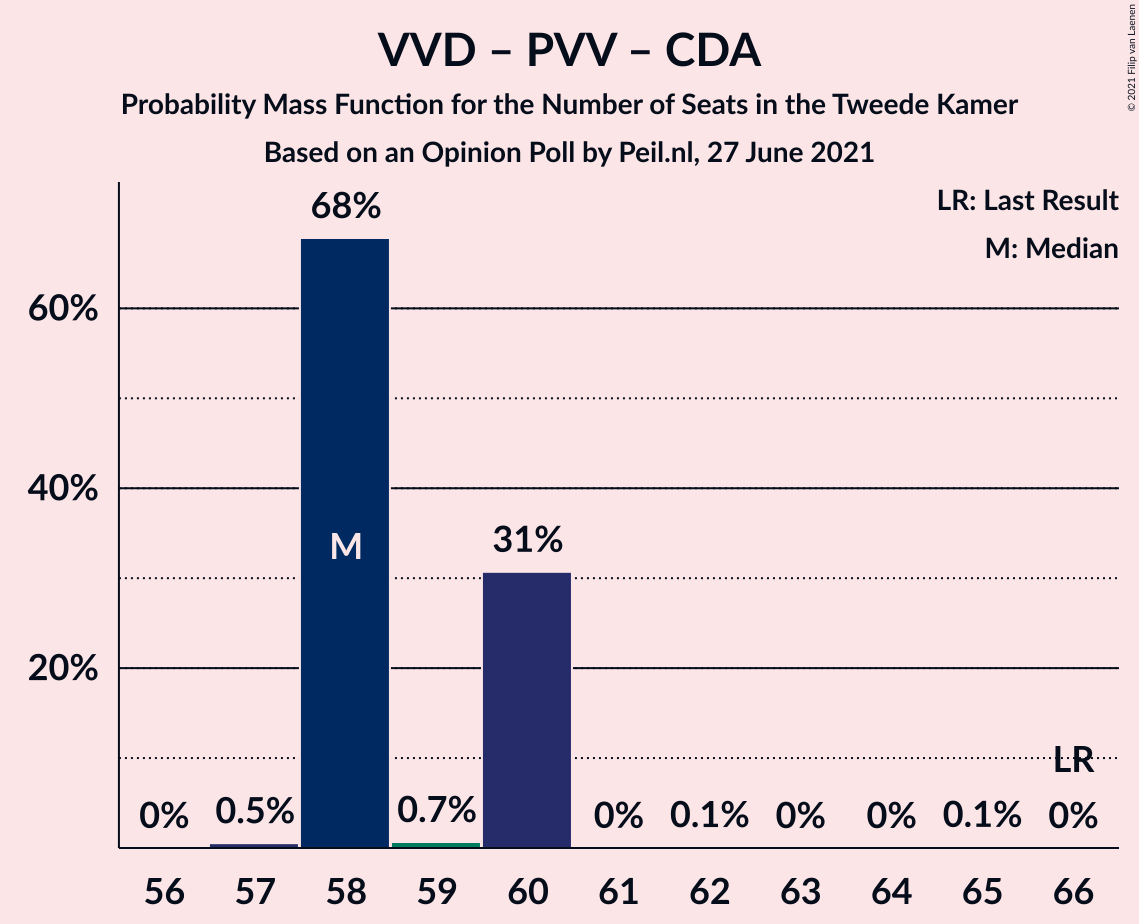 VVD – PVV – CDA
Probability Mass Function for the Number of Seats in the Tweede Kamer
Based on an Opinion Poll by Peil.nl, 27 June 2021
© 2021 Filip van Laenen
LR: Last Result
M: Median
68%
60%
40%
M
31%
20%
LR
0% 0.5% 0.7% 0% 0.1% 0% 0% 0.1% 0%
56 57 58 59 60 61 62 63 64 65 66